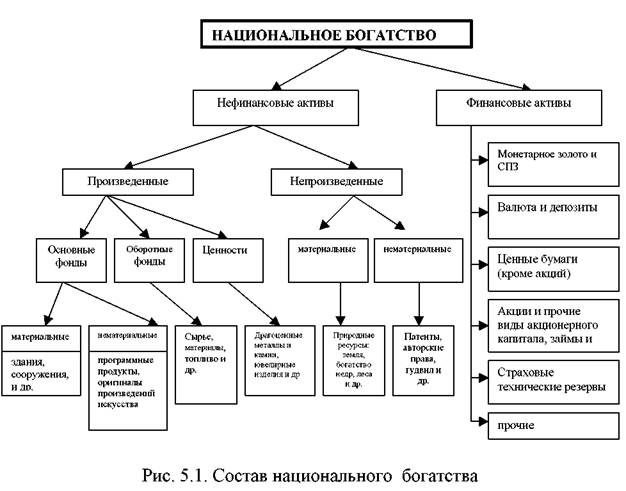 НАЦИОНАЛЬНОЕ БОГАТСТВО
Нефинансовые активы
Финансовые активы
Произведенные
Непроизведенные
Основные
фонды
Оборотные
фонды
Ценности
материальные
нематериальные
материальные
здания,
сооружения,
и др.
нематериальные
программные
продукты,
оригиналы
произведений
искусства
Сырье,
материалы,
топливо и
др.
Драгоценные
металлы и
камни,
ювелирные
изделия и др
Природные
ресурсы:
земля,
богатство
недр, леса
и др.
Патенты,
авторские
права,
гудвил и
др.
Монетарное золото и
СПЗ
Валюта и депозиты
Ценные бумаги
(кроме акций)
Акции и прочие
виды акционерного
капитала, займы и
Страховые
технические резервы
прочие
Рис. 5.1. Состав национального богатства